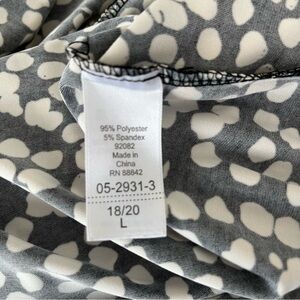 95% Polyester
5% Spandex
92082
Made in
China
RN 88842
05-2931-3
18/20
L